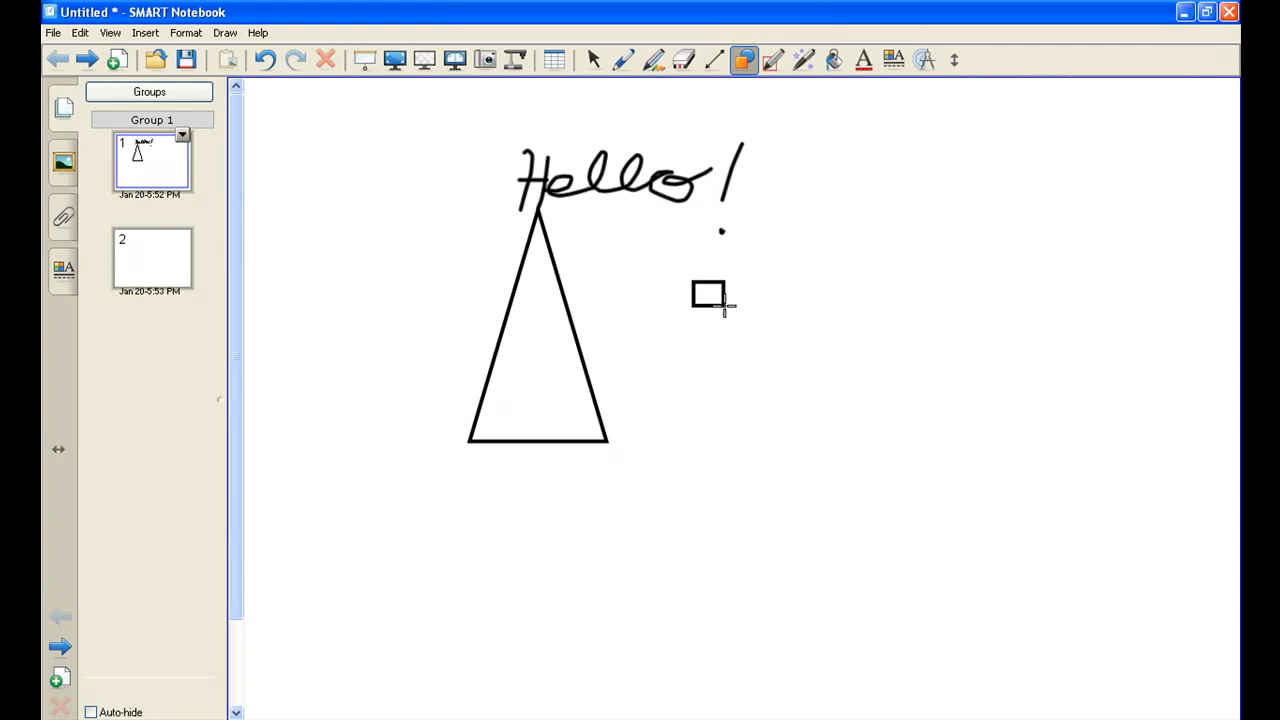 Untitled * - SMART Notebook
File Edit View Insert Format Draw Help
Groups
Group 1
1
Jan 20-5:52 PM
2
Jan 20-5:53 PM
Auto-hide
Hello!